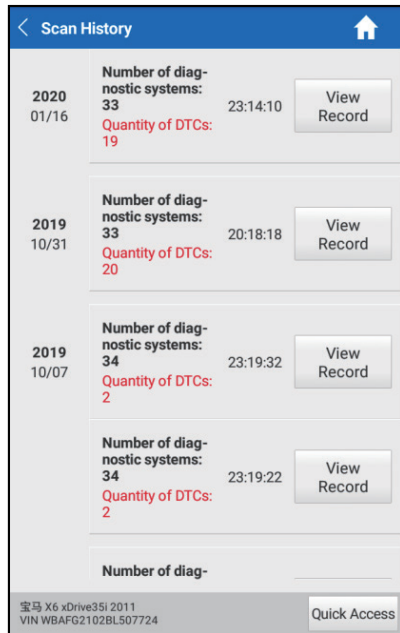 Scan History
2020
01/16
Number of diag-
nostic systems:
33
Quantity of DTCs:
19
23:14:10
View
Record
2019
10/31
Number of diag-
nostic systems:
33
Quantity of DTCs:
20
20:18:18
View
Record
2019
10/07
Number of diag-
nostic systems:
34
Quantity of DTCs:
2
23:19:32
View
Record
Number of diag-
nostic systems:
34
Quantity of DTCs:
2
23:19:22
View
Record
Number of diag-
宝马 X6 xDrive35i 2011
VIN WBAFG2102BL507724
Quick Access